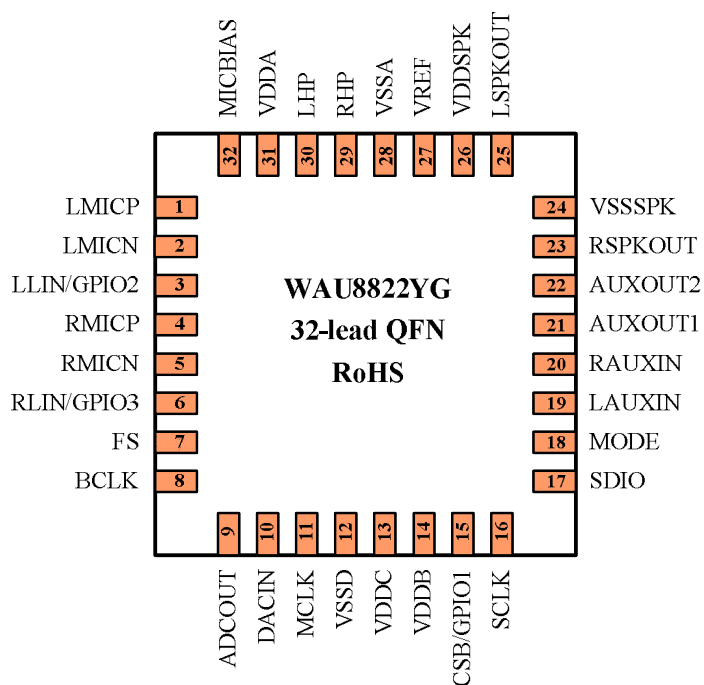 MICBIAS
VDDA
LHP
RHP
VSSA
VREF
VDDSPK
LSPKOUT
32
31
30
29
28
27
26
25
LMICP 1
LMICN 2
LLIN/GPIO2 3
RMICP 4
RMICN 5
RLIN/GPIO3 6
FS 7
BCLK 8
WAU8822YG
32-lead QFN
RoHS
24 VSSSPK
23 RSPKOUT
22 AUXOUT2
21 AUXOUT1
20 RAUXIN
19 LAUXIN
18 MODE
17 SDIO
9
10
11
12
13
14
15
16
ADCOUT
DACIN
MCLK
VSSD
VDDC
VDDB
CSB/GPIO1
SCLK